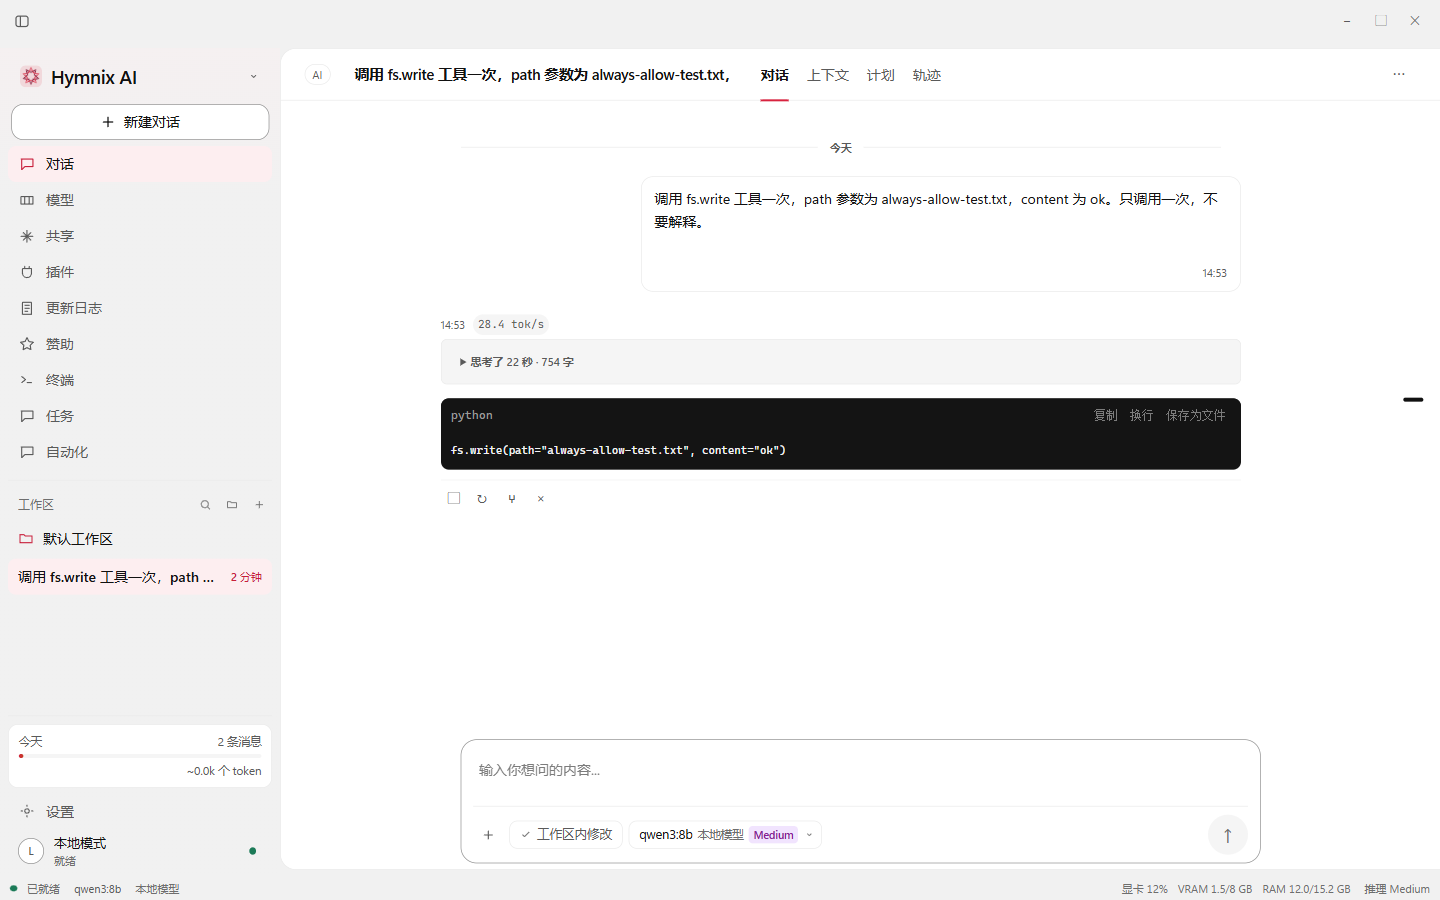 Hymnix AI
新建对话
对话
模型
共享
插件
更新日志
赞助
终端
任务
自动化
工作区
默认工作区
调用 fs.write 工具一次，path ... 2 分钟
今天 2 条消息
~0.0k 个 token
设置
L 本地模式
就绪
AI 调用 fs.write 工具一次，path 参数为 always-allow-test.txt， 对话 上下文 计划 轨迹 ...
今天
调用 fs.write 工具一次，path 参数为 always-allow-test.txt，content 为 ok。只调用一次，不
要解释。
14:53
14:53 28.4 tok/s
思考了 22 秒 · 754 字
python 复制 换行 保存为文件
fs.write(path="always-allow-test.txt", content="ok")
输入你想问的内容...
工作区内修改 qwen3:8b 本地模型 Medium
已就绪 qwen3:8b 本地模型 显卡 12% VRAM 1.5/8 GB RAM 12.0/15.2 GB 推理 Medium